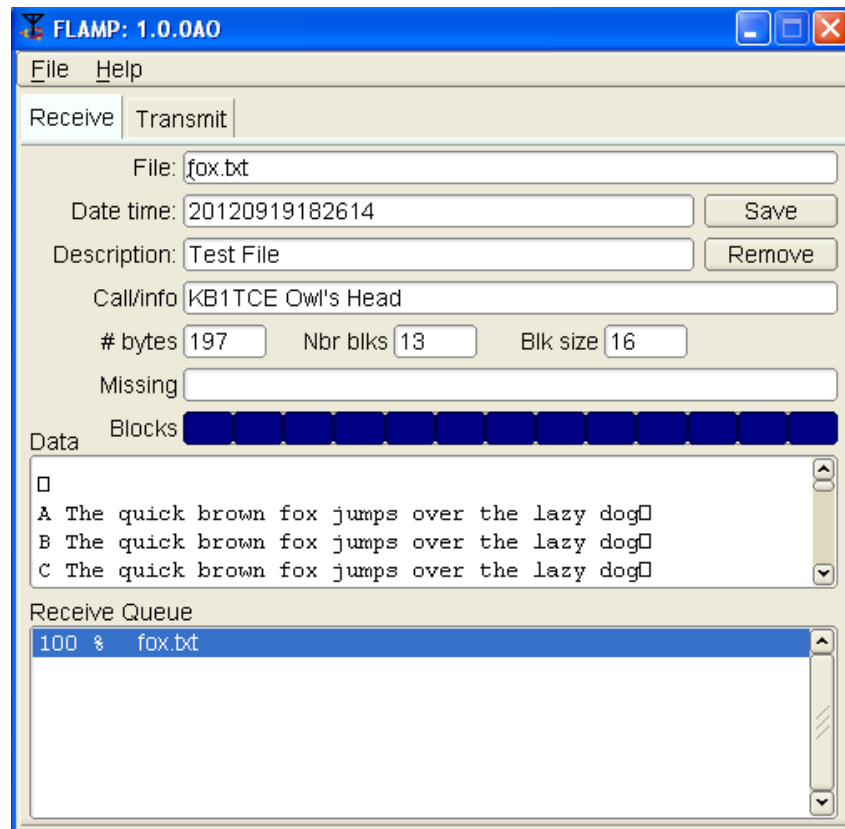 FLAMP: 1.0.0AO
File Help
Receive Transmit
File: fox.txt
Date time: 20120919182614 Save
Description: Test File Remove
Call/info KB1TCE Owl's Head
# bytes 197 Nbr blks 13 Blk size 16
Missing
Blocks
Data
A The quick brown fox jumps over the lazy dog
B The quick brown fox jumps over the lazy dog
C The quick brown fox jumps over the lazy dog
Receive Queue
100 % fox.txt